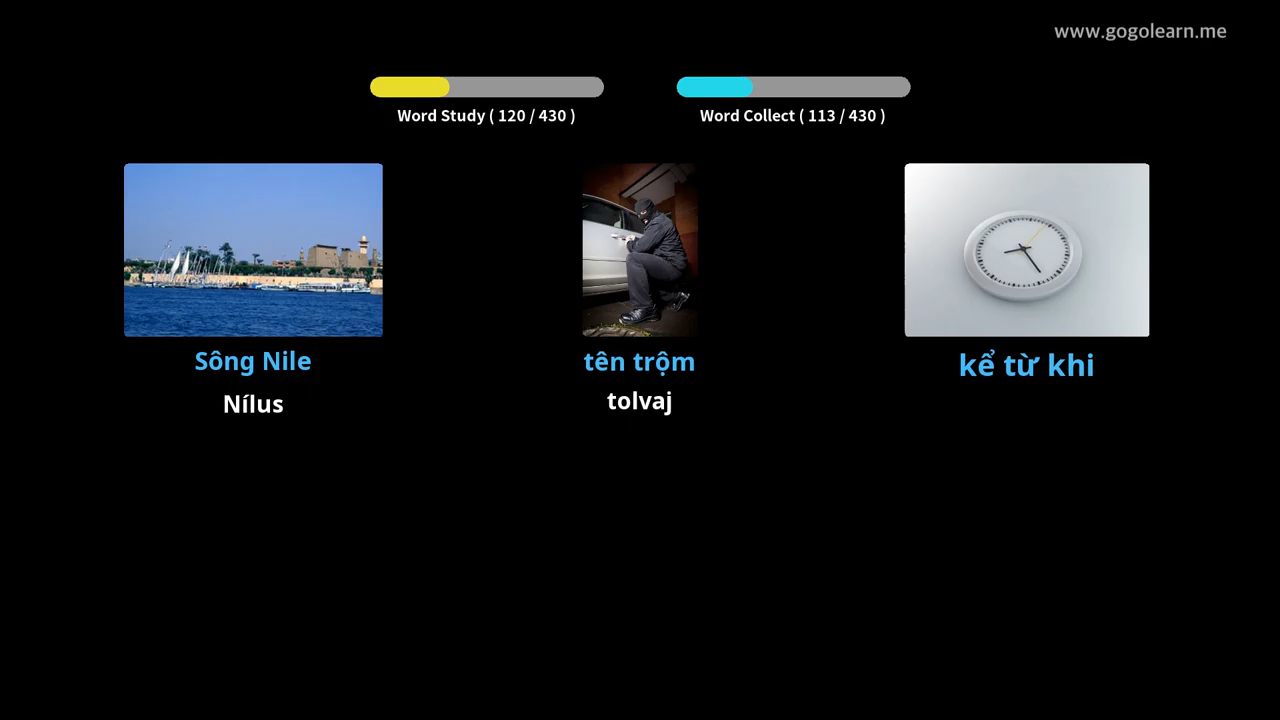 www.gogolearn.me
Word Study ( 120 / 430 )
Word Collect ( 113 / 430 )
Sông Nile
Nílus
tên trộm
tolvaj
kể từ khi